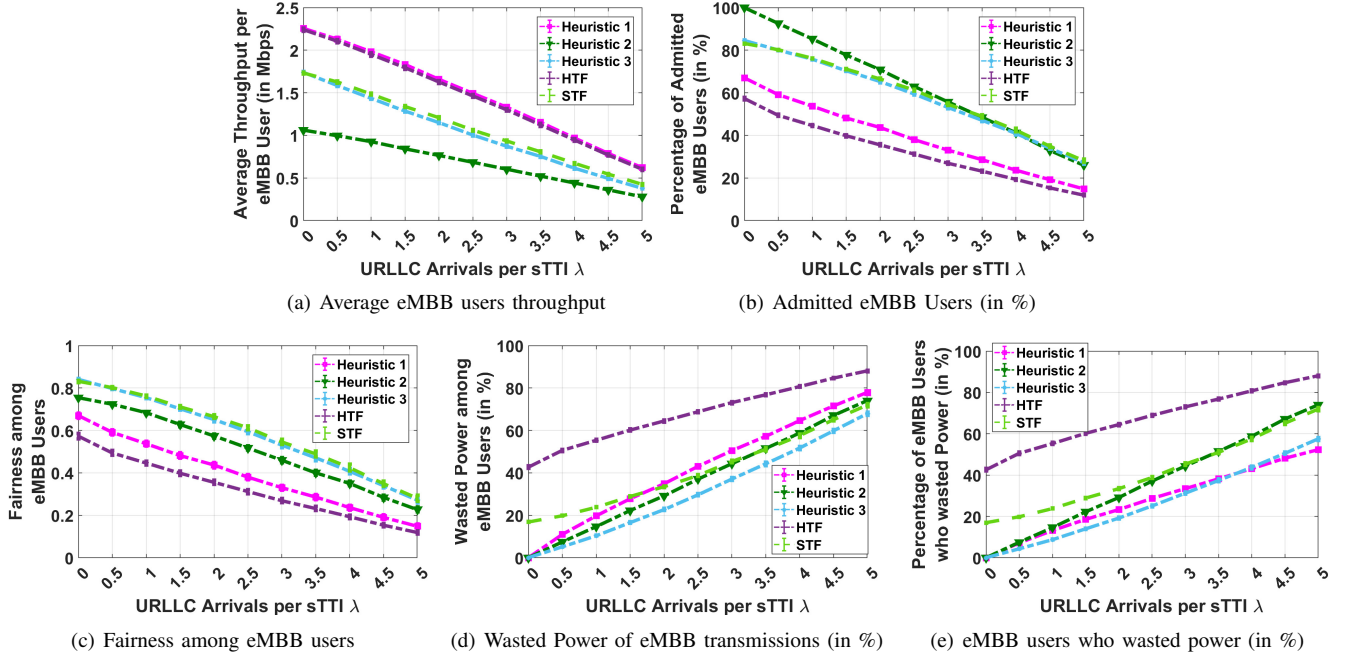 Average Throughput per
eMBB User (in Mbps)
2.5
2
1.5
1
0.5
0
Heuristic 1
Heuristic 2
Heuristic 3
HTF
STF
0 0.5 1 1.5 2 2.5 3 3.5 4 4.5 5
URLLC Arrivals per sTTI λ
(a) Average eMBB users throughput
Percentage of Admitted
eMBB Users (in %)
100
80
60
40
20
0
Heuristic 1
Heuristic 2
Heuristic 3
HTF
STF
0 0.5 1 1.5 2 2.5 3 3.5 4 4.5 5
URLLC Arrivals per sTTI λ
(b) Admitted eMBB Users (in %)
Fairness among
eMBB Users
1
0.8
0.6
0.4
0.2
0
Heuristic 1
Heuristic 2
Heuristic 3
HTF
STF
0 0.5 1 1.5 2 2.5 3 3.5 4 4.5 5
URLLC Arrivals per sTTI λ
(c) Fairness among eMBB users
Wasted Power among
eMBB Users (in %)
100
80
60
40
20
0
Heuristic 1
Heuristic 2
Heuristic 3
HTF
STF
0 0.5 1 1.5 2 2.5 3 3.5 4 4.5 5
URLLC Arrivals per sTTI λ
(d) Wasted Power of eMBB transmissions (in %)
Percentage of eMBB Users
who wasted Power (in %)
100
80
60
40
20
0
Heuristic 1
Heuristic 2
Heuristic 3
HTF
STF
0 0.5 1 1.5 2 2.5 3 3.5 4 4.5 5
URLLC Arrivals per sTTI λ
(e) eMBB users who wasted power (in %)